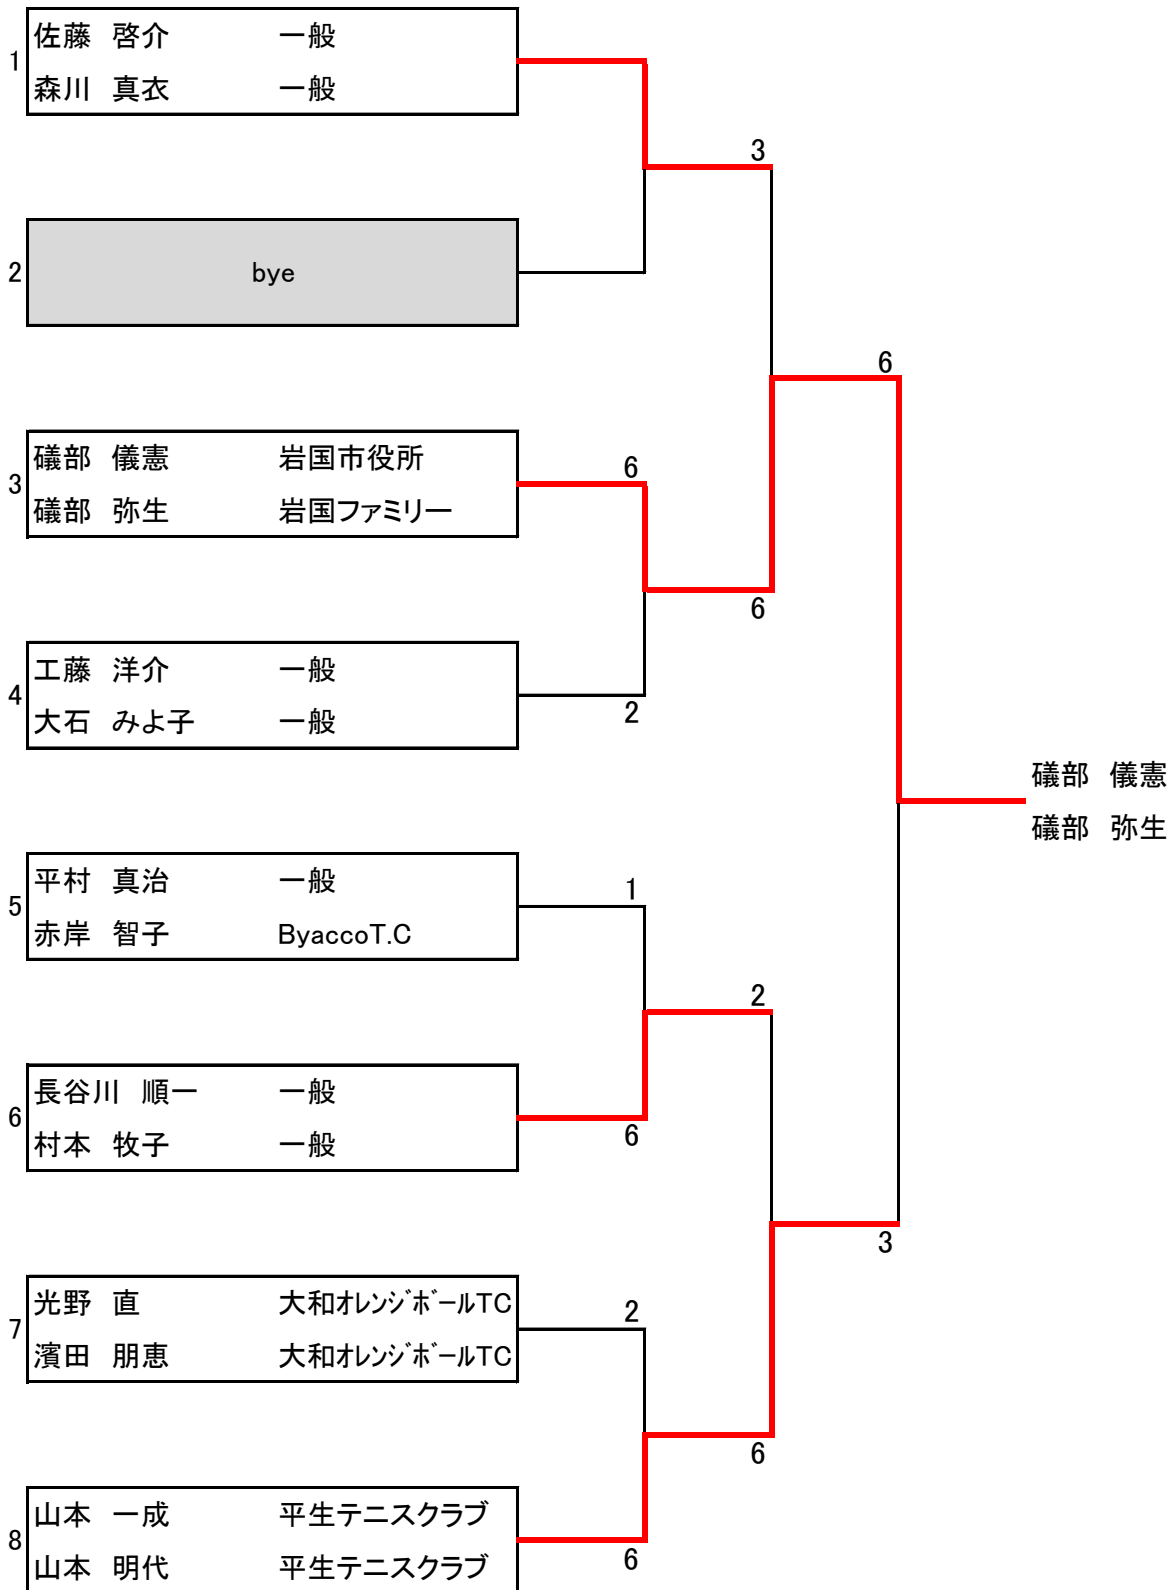 佐藤 啓介 一般
1
森川 真衣 一般
3
2 bye
6
礒部 儀憲 岩国市役所
6
3
礒部 弥生 岩国ファミリー
6
工藤 洋介 一般
4
大石 みよ子 一般
2
礒部 儀憲
礒部 弥生
平村 真治 一般
1
5
赤岸 智子 ByaccoT.C
2
長谷川 順一 一般
6
村本 牧子 一般
6
3
光野 直 大和オレンジボールTC
2
7
濱田 朋恵 大和オレンジボールTC
6
山本 一成 平生テニスクラブ
8
山本 明代 平生テニスクラブ
6